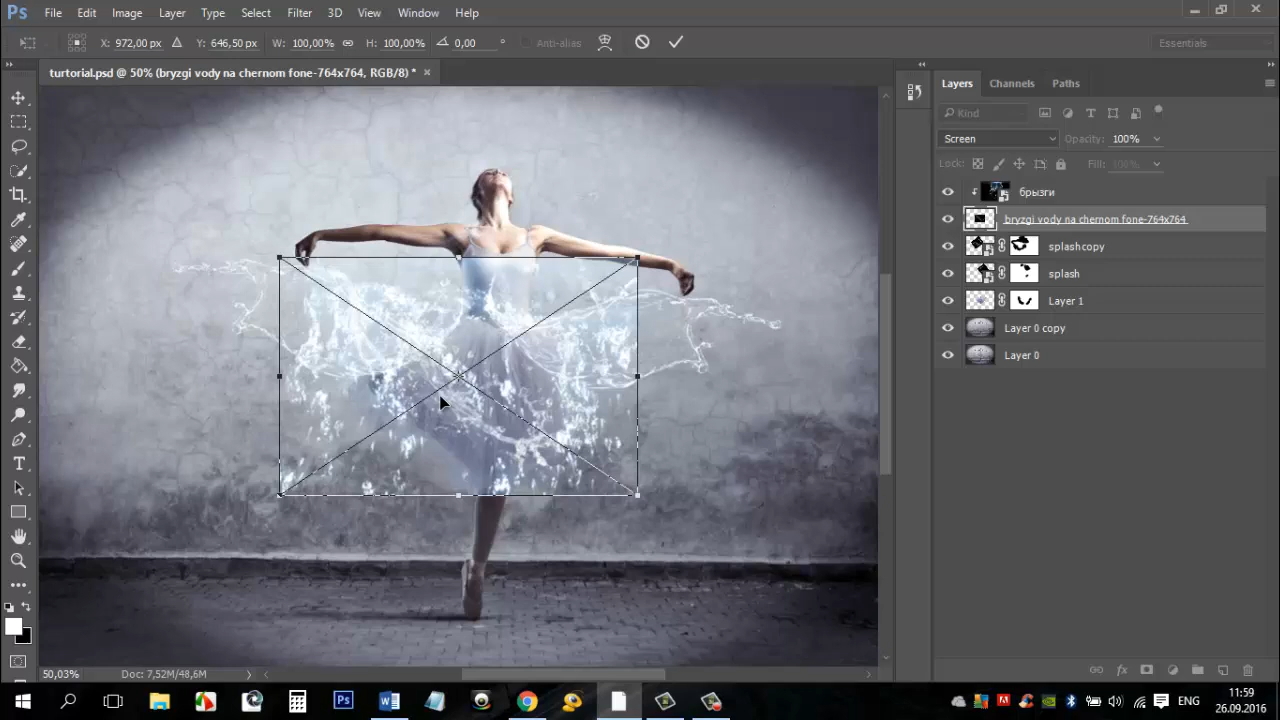 Ps File Edit Image Layer Type Select Filter 3D View Window Help
X: 972,00 px Y: 646,50 px W: 100,00% H: 100,00% 0,00 ° Anti-alias Essentials
turtorial.psd @ 50% (bryzgi vody na chernom fone-764x764, RGB/8) * ×
Layers Channels Paths
Kind
Screen Opacity: 100%
Lock: Fill: 100%
брызги
bryzgi vody na chernom fone-764x764
splashcopy
splash
Layer 1
Layer 0 copy
Layer 0
50,03% Doc: 7,52M/48,6M
fx
Ps ENG
11:59
26.09.2016